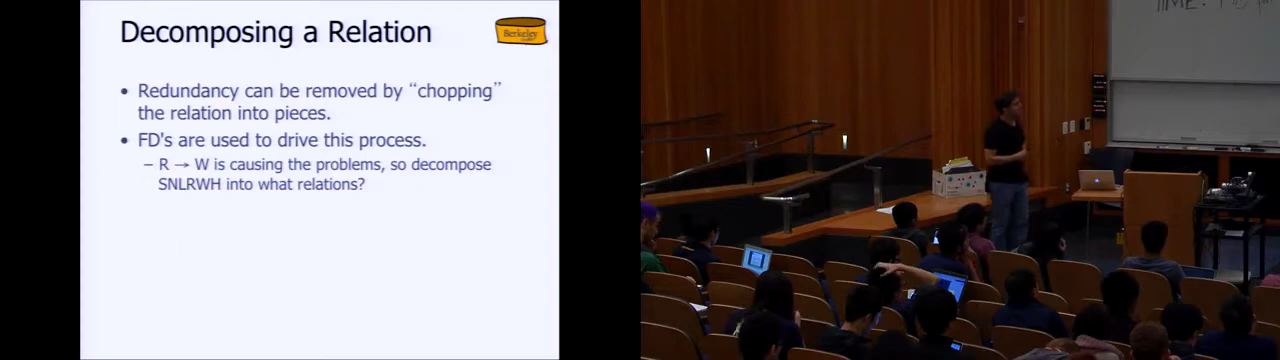 Decomposing a Relation
Berkeley
• Redundancy can be removed by “chopping”
the relation into pieces.
• FD's are used to drive this process.
– R → W is causing the problems, so decompose
SNLRWH into what relations?
TIME: